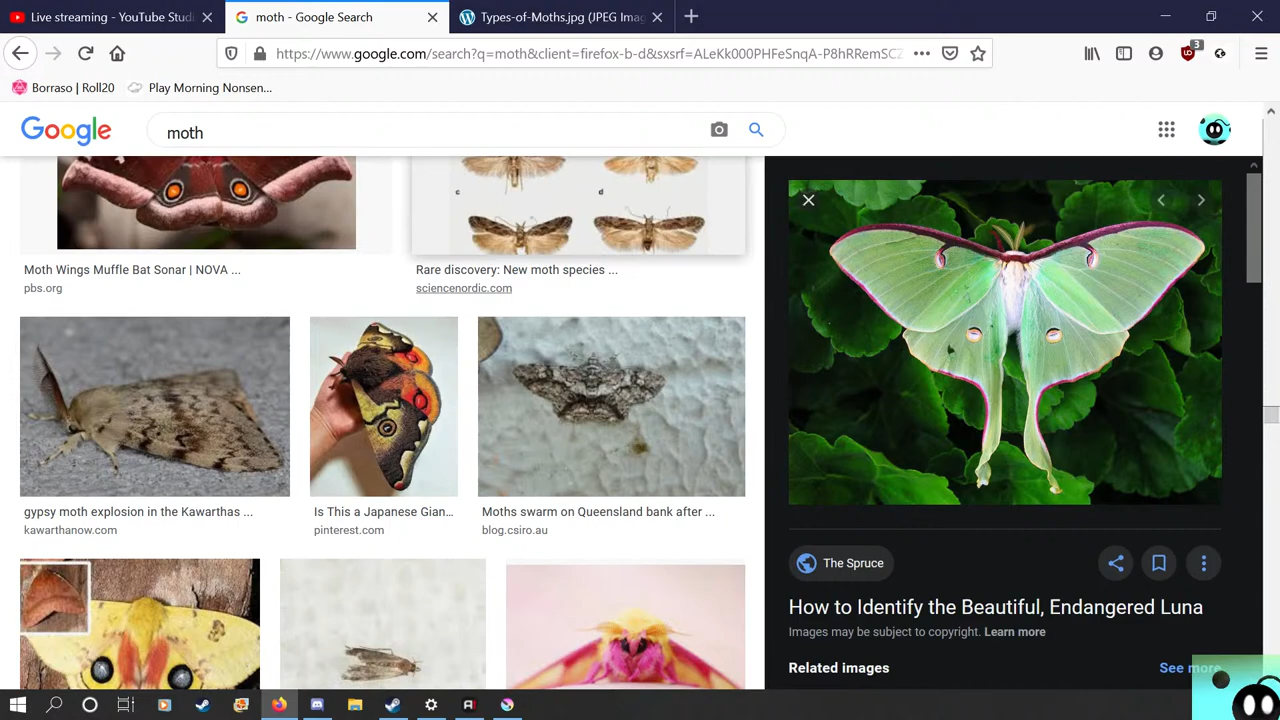 Live streaming - YouTube Stud
moth - Google Search
Types-of-Moths.jpg (JPEG Imag
https://www.google.com/search?q=moth&client=firefox-b-d&sxsrf=ALeKk000PHFeSnqA-P8hRRemSCZ
3
Borraso | Roll20
Play Morning Nonsen...
Google
moth
c
d
Moth Wings Muffle Bat Sonar | NOVA ...
pbs.org
Rare discovery: New moth species ...
sciencenordic.com
gypsy moth explosion in the Kawarthas ...
kawarthanow.com
Is This a Japanese Gian...
pinterest.com
Moths swarm on Queensland bank after ...
blog.csiro.au
The Spruce
How to Identify the Beautiful, Endangered Luna
Images may be subject to copyright. Learn more
Related images
See more